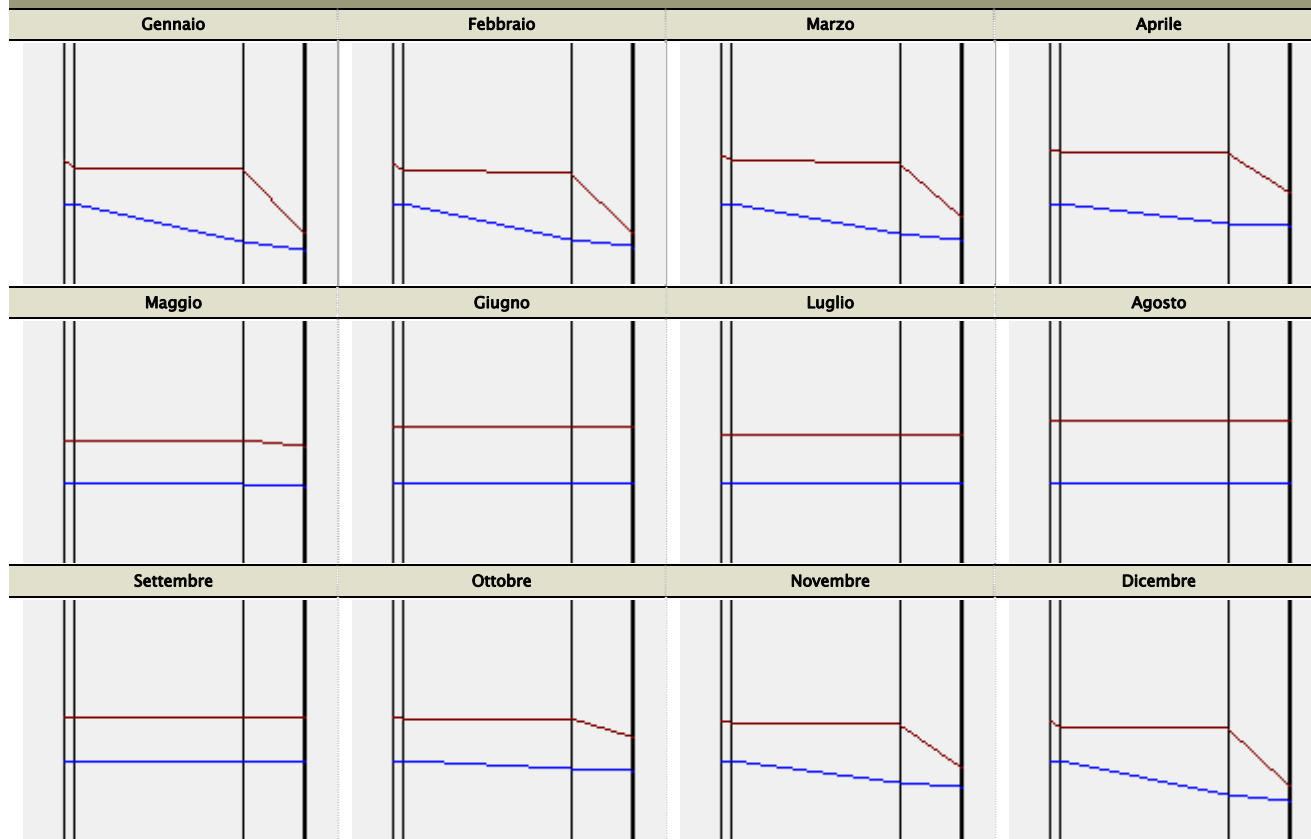 Gennaio Febbraio Marzo Aprile
Maggio Giugno Luglio Agosto
Settembre Ottobre Novembre Dicembre